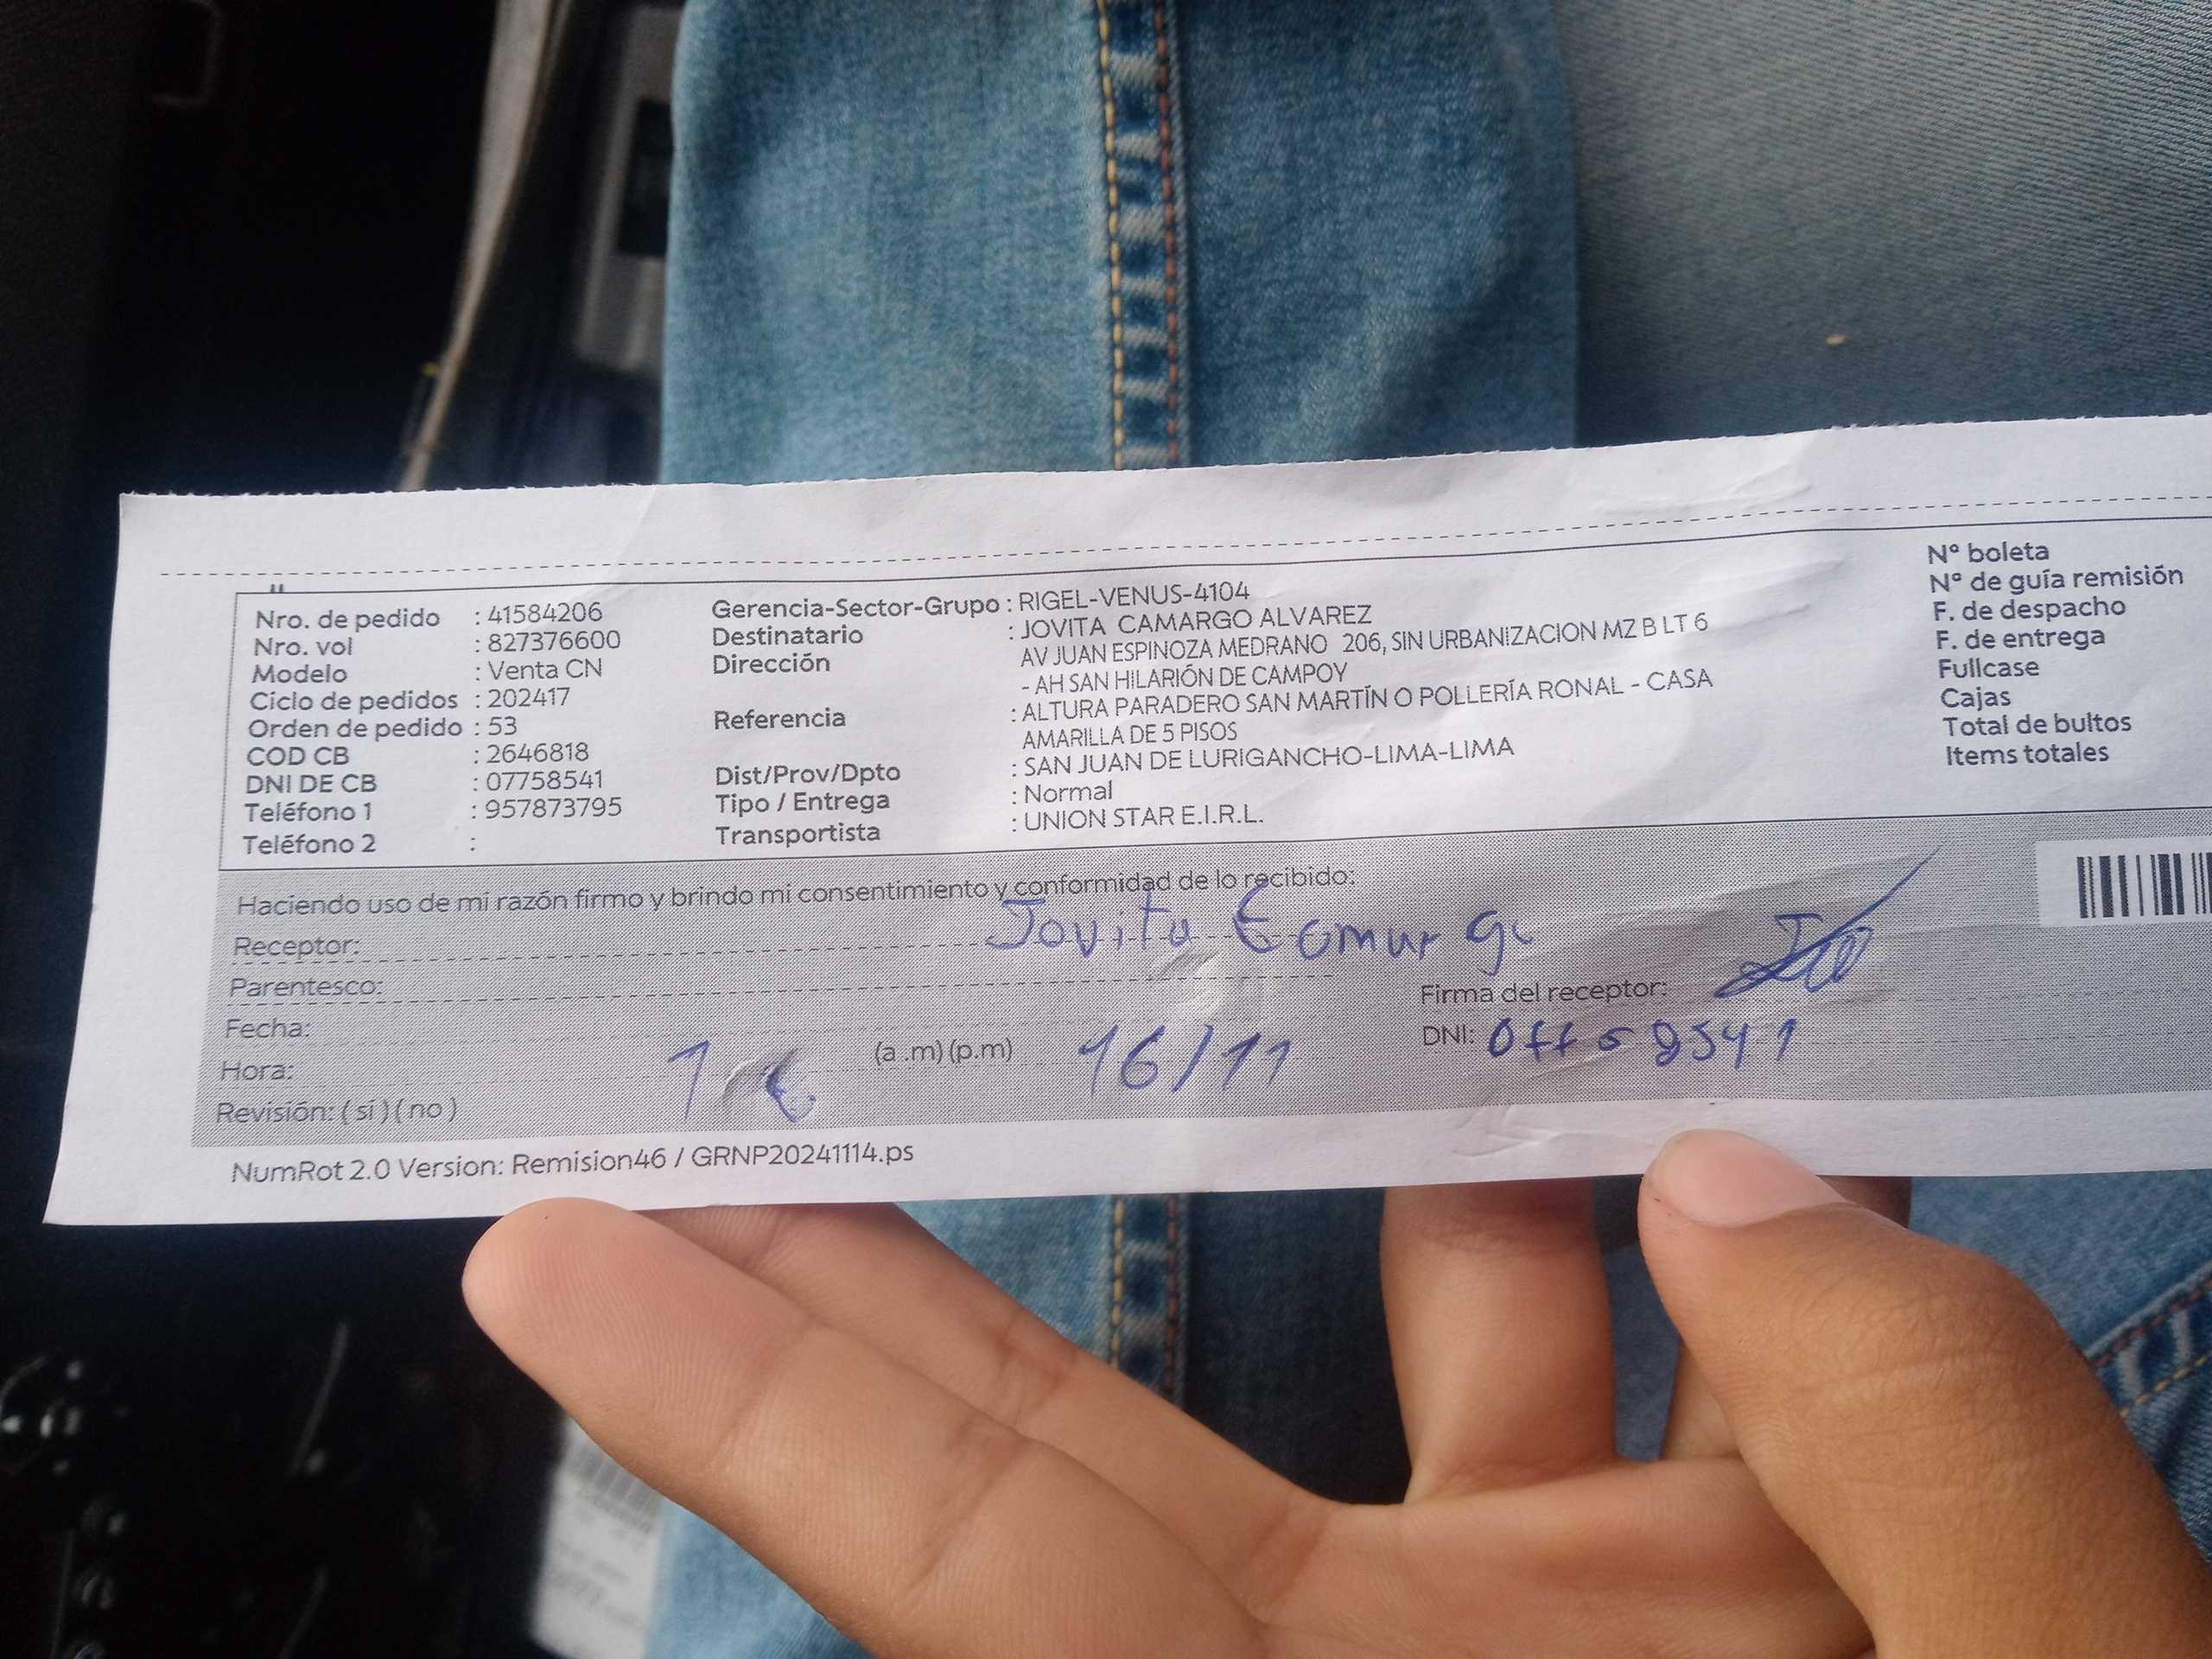 Nro. de pedido : 41584206
Nro. vol : 827376600
Modelo : Venta CN
Ciclo de pedidos : 202417
Orden de pedido : 53
COD CB : 2646818
DNI DE CB : 07758541
Teléfono 1 : 957873795
Teléfono 2 :
Gerencia-Sector-Grupo : RIGEL-VENUS-4104
Destinatario : JOVITA CAMARGO ALVAREZ
Dirección AV JUAN ESPINOZA MEDRANO 206, SIN URBANIZACION MZ B LT 6
- AH SAN HILARIÓN DE CAMPOY
Referencia : ALTURA PARADERO SAN MARTÍN O POLLERÍA RONAL - CASA
AMARILLA DE 5 PISOS
Dist/Prov/Dpto : SAN JUAN DE LURIGANCHO-LIMA-LIMA
Tipo / Entrega : Normal
Transportista : UNION STAR E.I.R.L.
N° boleta
N° de guía remisión
F. de despacho
F. de entrega
Fullcase
Cajas
Total de bultos
Items totales
Haciendo uso de mi razón firmo y brindo mi consentimiento y conformidad de lo recibido:
Receptor: Jovita
Parentesco:
Firma del receptor:
Fecha: 16/11
DNI:
Hora: (a .m) (p.m)
Revisión: ( sí ) ( no )
NumRot 2.0 Version: Remision46 / GRNP20241114.ps